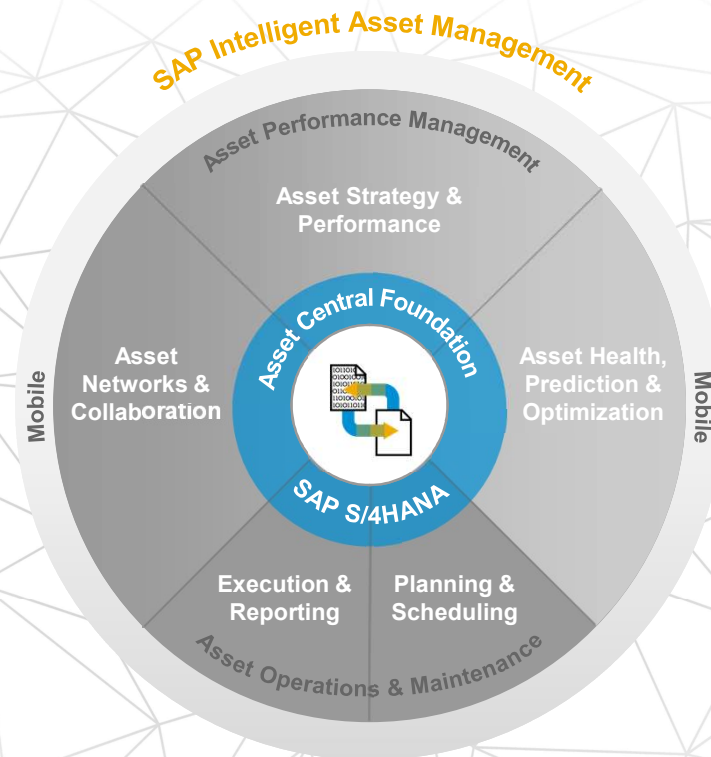 SAP Intelligent Asset Management
Asset Performance Management
Asset Strategy &
Performance
Asset Central Foundation
Asset
Networks &
Collaboration
Asset Health,
Prediction &
Optimization
Mobile
Mobile
SAP S/4HANA
Execution &
Reporting
Planning &
Scheduling
Asset Operations & Maintenance